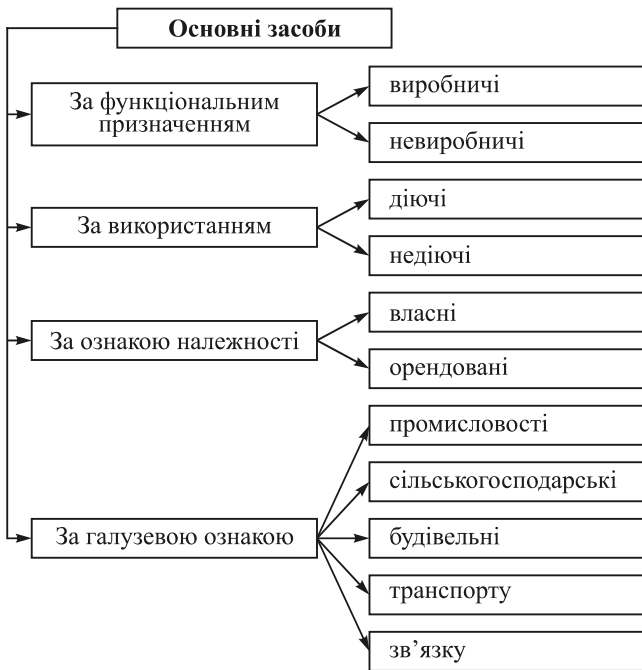 Основні засоби
За функціональним
призначенням
виробничі
невиробничі
За використанням
діючі
недіючі
За ознакою належності
власні
орендовані
За галузевою ознакою
промисловості
сільськогосподарські
будівельні
транспорту
зв’язку